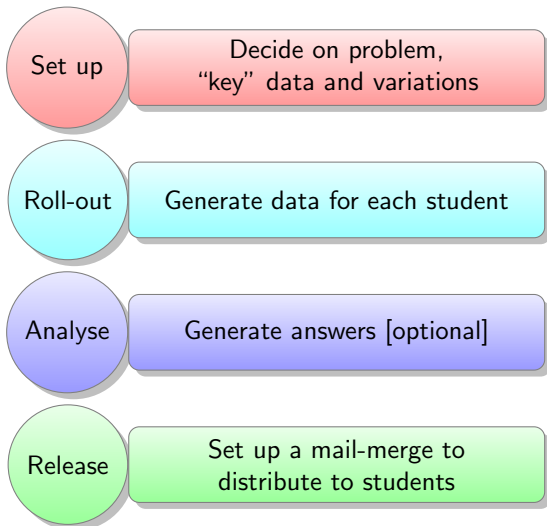 Set up
Decide on problem,
“key” data and variations
Roll-out
Generate data for each student
Analyse
Generate answers [optional]
Release
Set up a mail-merge to
distribute to students